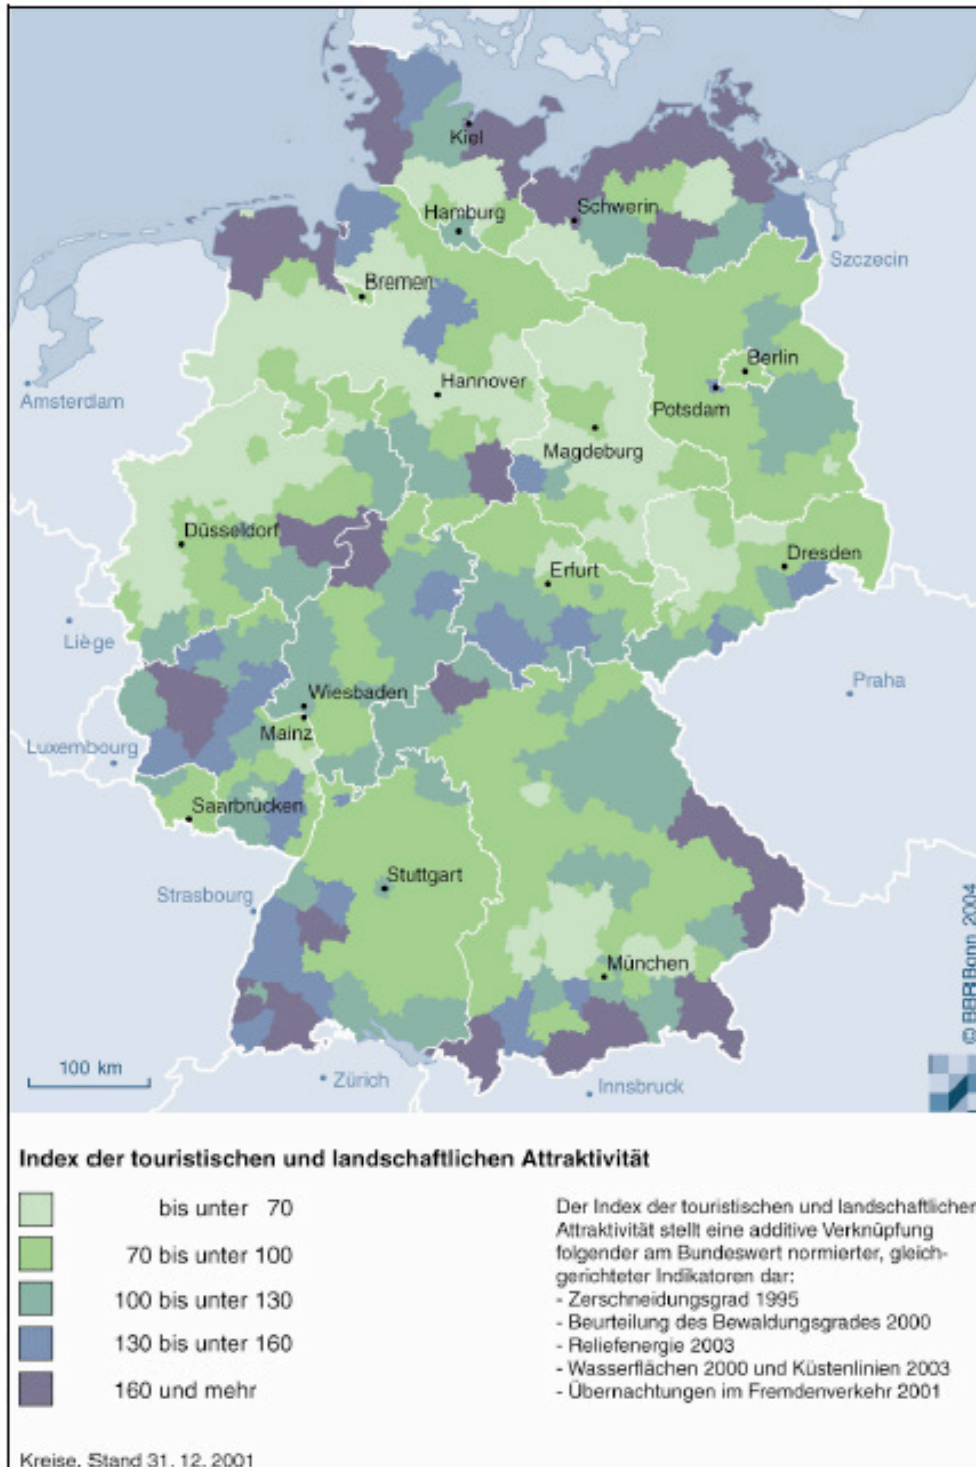 Kiel
Hamburg
Schwerin
Szczecin
Bremen
Berlin
Hannover
Potsdam
Amsterdam
Magdeburg
Düsseldorf
Dresden
Erfurt
Liège
Praha
Wiesbaden
Mainz
Luxembourg
Saarbrücken
Stuttgart
Strasbourg
München
© BBR Bonn 2004
100 km
Zürich
Innsbruck
Index der touristischen und landschaftlichen Attraktivität
bis unter 70
70 bis unter 100
100 bis unter 130
130 bis unter 160
160 und mehr
Der Index der touristischen und landschaftlichen
Attraktivität stellt eine additive Verknüpfung
folgender am Bundeswert normierter, gleich-
gerichteter Indikatoren dar:
- Zerschneidungsgrad 1995
- Beurteilung des Bewaldungsgrades 2000
- Reliefenergie 2003
- Wasserflächen 2000 und Küstenlinien 2003
- Übernachtungen im Fremdenverkehr 2001
Kreise, Stand 31. 12. 2001